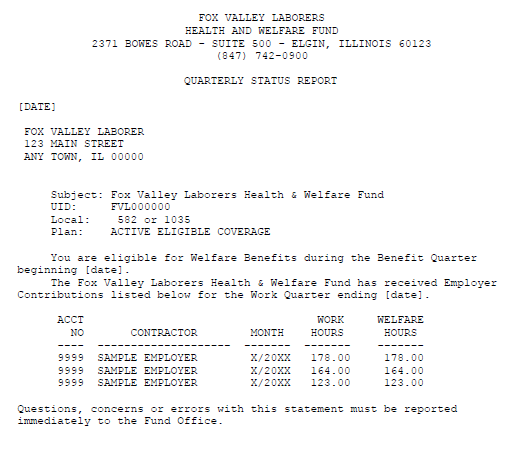 FOX VALLEY LABORERS
HEALTH AND WELFARE FUND
2371 BOWES ROAD - SUITE 500 - ELGIN, ILLINOIS 60123
(847) 742-0900
QUARTERLY STATUS REPORT
[DATE]
FOX VALLEY LABORER
123 MAIN STREET
ANY TOWN, IL 00000
Subject: Fox Valley Laborers Health & Welfare Fund
UID: FVL000000
Local: 582 or 1035
Plan: ACTIVE ELIGIBLE COVERAGE
You are eligible for Welfare Benefits during the Benefit Quarter
beginning [date].
The Fox Valley Laborers Health & Welfare Fund has received Employer
Contributions listed below for the Work Quarter ending [date].
ACCT WORK WELFARE
NO CONTRACTOR MONTH HOURS HOURS
---- -------------------- ------- ------- -------
9999 SAMPLE EMPLOYER X/20XX 178.00 178.00
9999 SAMPLE EMPLOYER X/20XX 164.00 164.00
9999 SAMPLE EMPLOYER X/20XX 123.00 123.00
Questions, concerns or errors with this statement must be reported
immediately to the Fund Office.